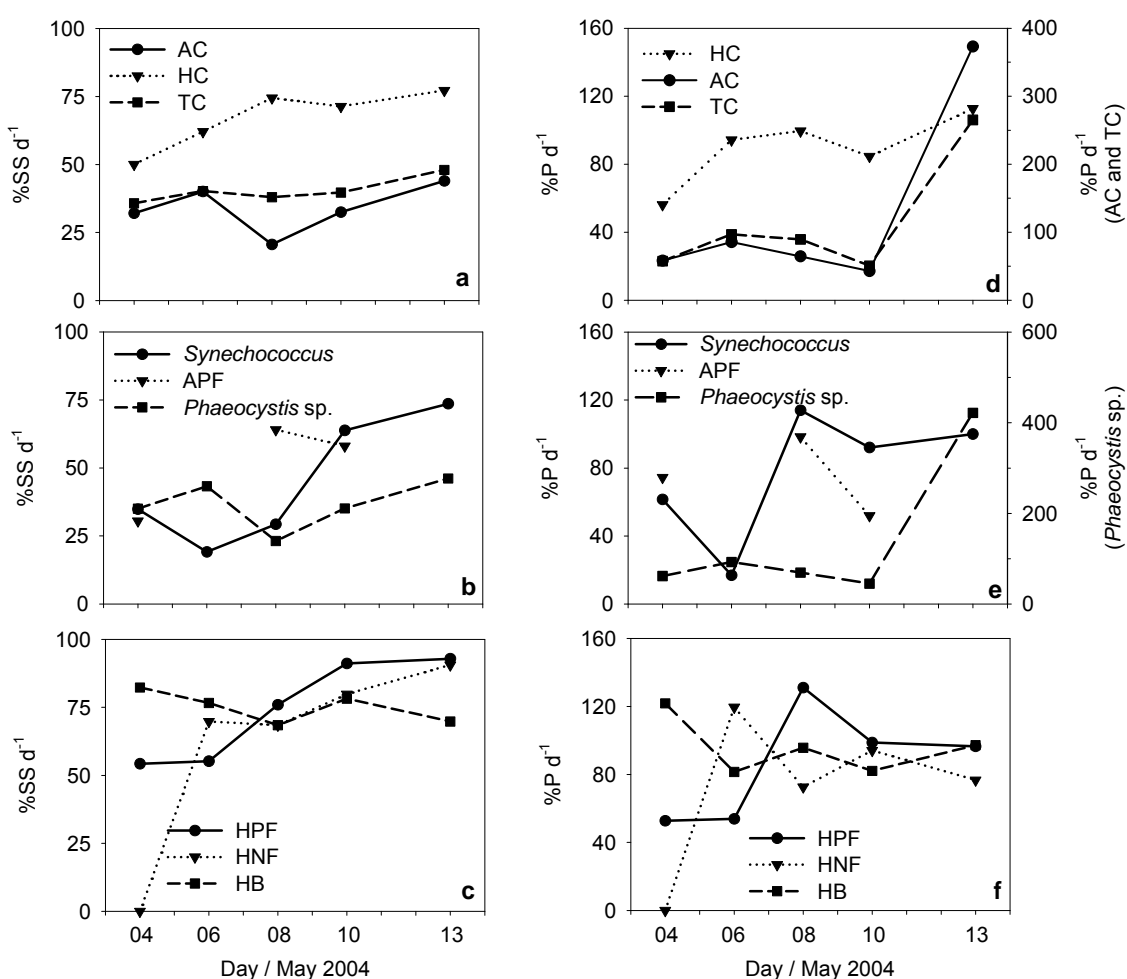 100
75
50
25
0
%SS d-1
AC
HC
TC
a
160
120
80
40
0
%P d-1
HC
AC
TC
400
300
200
100
0
%P d-1
(AC and TC)
d
100
75
50
25
0
%SS d-1
Synechococcus
APF
Phaeocystis sp.
b
160
120
80
40
0
%P d-1
Synechococcus
APF
Phaeocystis sp.
600
400
200
0
%P d-1
(Phaeocystis sp.)
e
100
75
50
25
0
%SS d-1
HPF
HNF
HB
c
04 06 08 10 13
Day / May 2004
160
120
80
40
0
%P d-1
HPF
HNF
HB
f
04 06 08 10 13
Day / May 2004